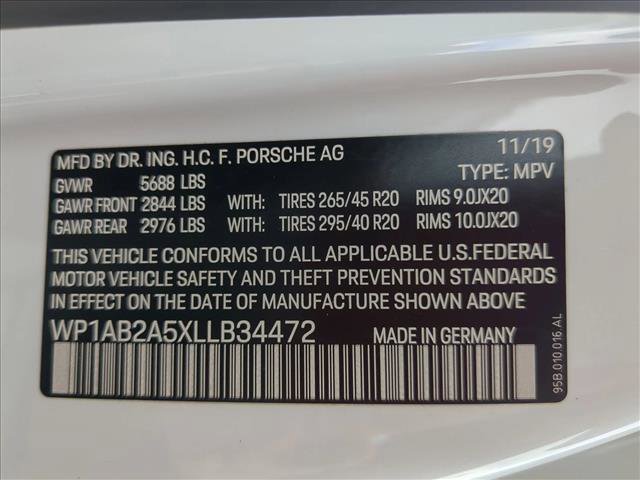 MFD BY DR. ING. H.C. F. PORSCHE AG 11/19
GVWR 5688 LBS TYPE: MPV
GAWR FRONT 2844 LBS WITH: TIRES 265/45 R20 RIMS 9.0JX20
GAWR REAR 2976 LBS WITH: TIRES 295/40 R20 RIMS 10.0JX20
THIS VEHICLE CONFORMS TO ALL APPLICABLE U.S.FEDERAL
MOTOR VEHICLE SAFETY AND THEFT PREVENTION STANDARDS
IN EFFECT ON THE DATE OF MANUFACTURE SHOWN ABOVE
WP1AB2A5XLLB34472 MADE IN GERMANY
95B.010.016 AL